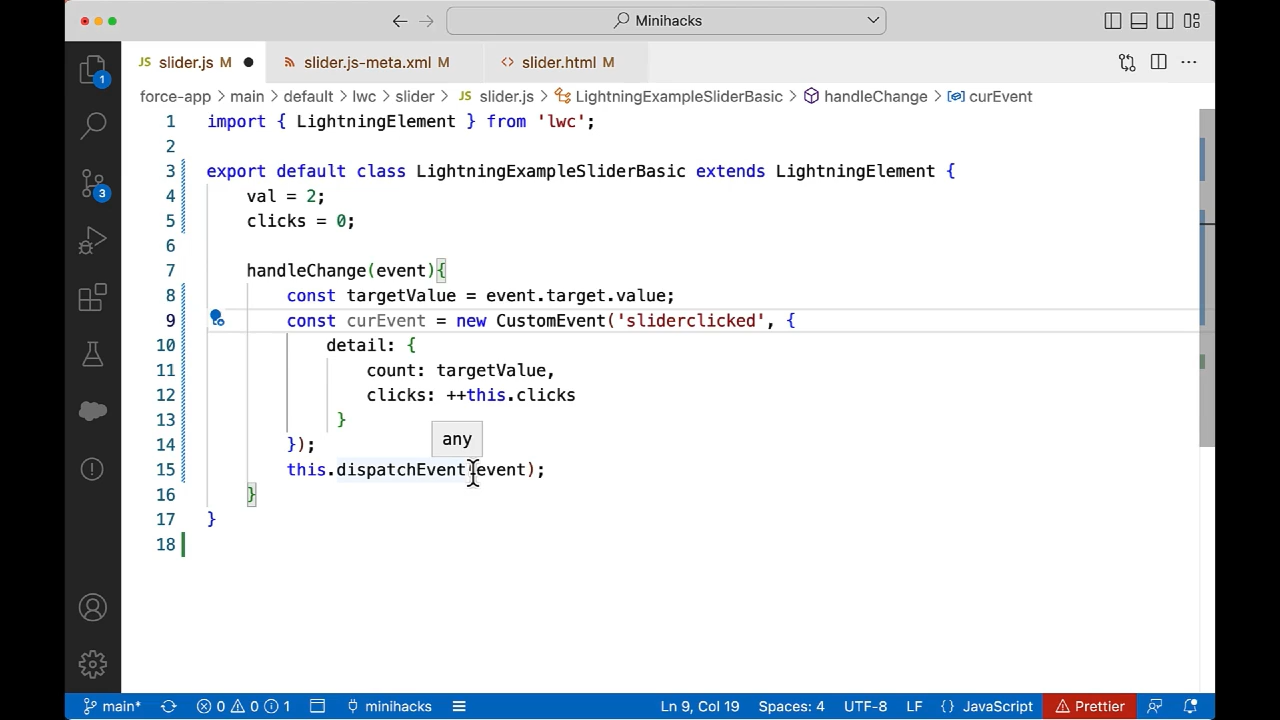 Minihacks
JS slider.js M
slider.js-meta.xml M
<> slider.html M
force-app > main > default > lwc > slider > JS slider.js > LightningExampleSliderBasic > handleChange > curEvent
1 import { LightningElement } from 'lwc';
2
3 export default class LightningExampleSliderBasic extends LightningElement {
4 val = 2;
5 clicks = 0;
6
7 handleChange(event){
8 const targetValue = event.target.value;
9 const curEvent = new CustomEvent('sliderclicked', {
10 detail: {
11 count: targetValue,
12 clicks: ++this.clicks
13 }
14 });
any
15 this.dispatchEvent(event);
16 }
17 }
18
1
3
main* 0 0 1 minihacks Ln 9, Col 19 Spaces: 4 UTF-8 LF {} JavaScript Prettier